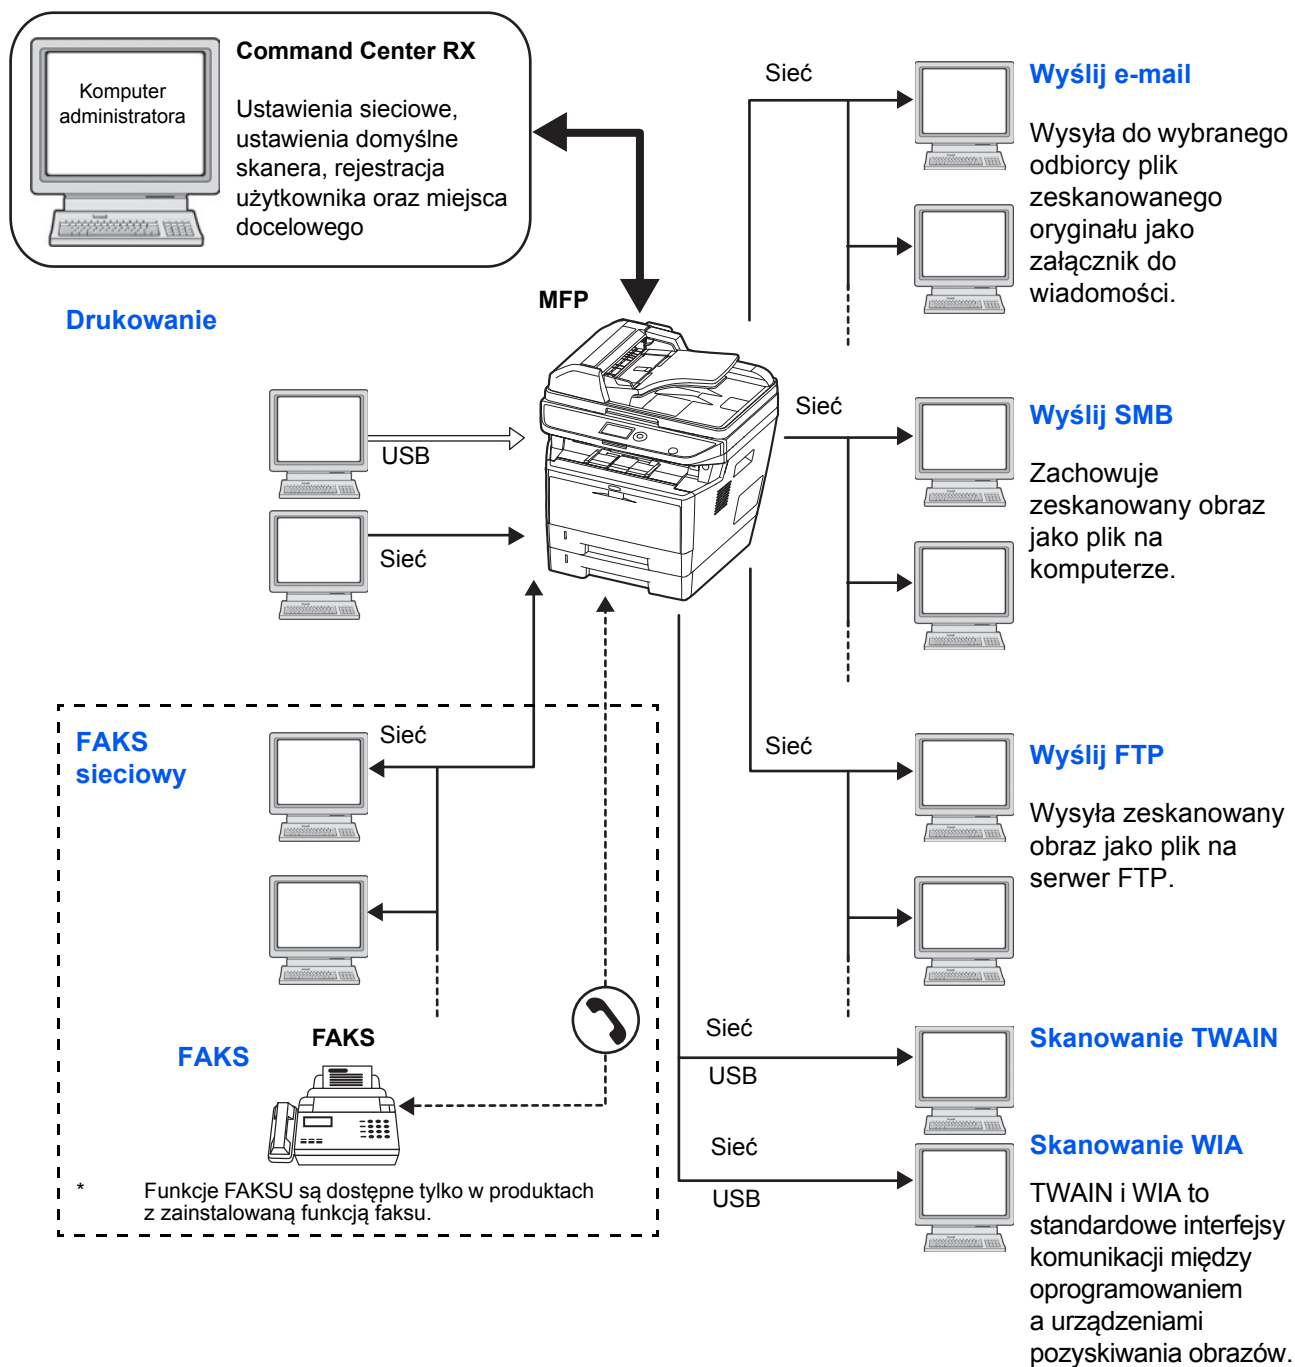 Komputer
administratora
Command Center RX
Ustawienia sieciowe,
ustawienia domyślne
skanera, rejestracja
użytkownika oraz miejsca
docelowego
Sieć
Wyślij e-mail
Wysyła do wybranego
odbiorcy plik
zeskanowanego
oryginału jako
załącznik do
wiadomości.
MFP
Drukowanie
USB
Sieć
Sieć
Wyślij SMB
Zachowuje
zeskanowany obraz
jako plik na
komputerze.
FAKS
sieciowy
Sieć
Sieć
Wyślij FTP
Wysyła zeskanowany
obraz jako plik na
serwer FTP.
FAKS
FAKS
Sieć
USB
Skanowanie TWAIN
Sieć
USB
Skanowanie WIA
TWAIN i WIA to
standardowe interfejsy
komunikacji między
oprogramowaniem
a urządzeniami
pozyskiwania obrazów.
* Funkcje FAKSU są dostępne tylko w produktach
z zainstalowaną funkcją faksu.